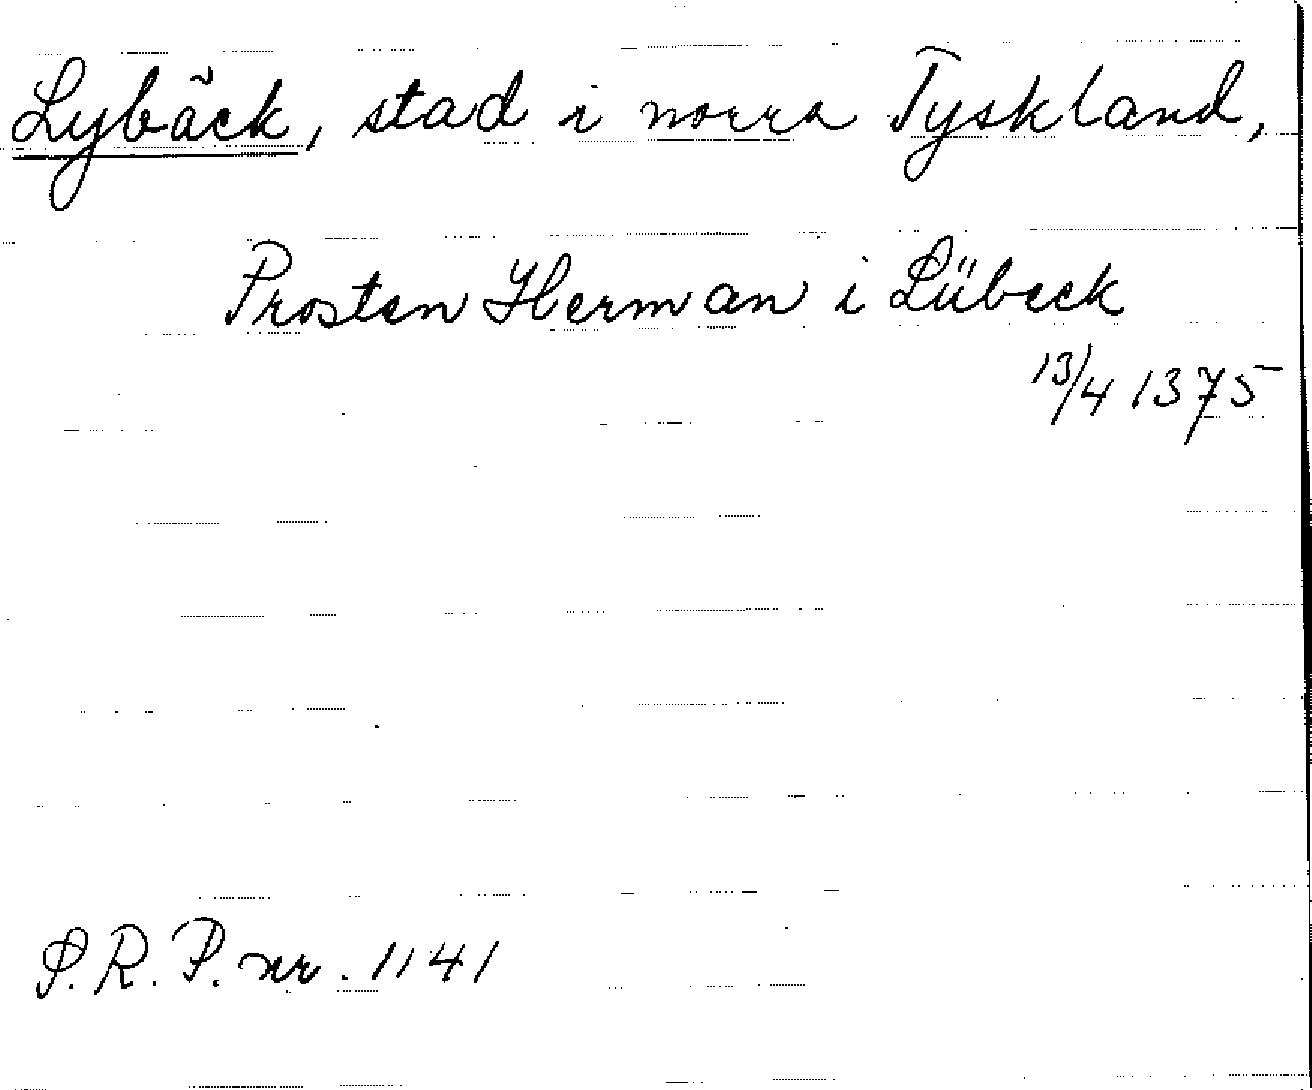 Lybäck, stad i norra Tyskland,
Prosten Herman i Lübeck
13/4 1375
S.R.P. nr. 1141